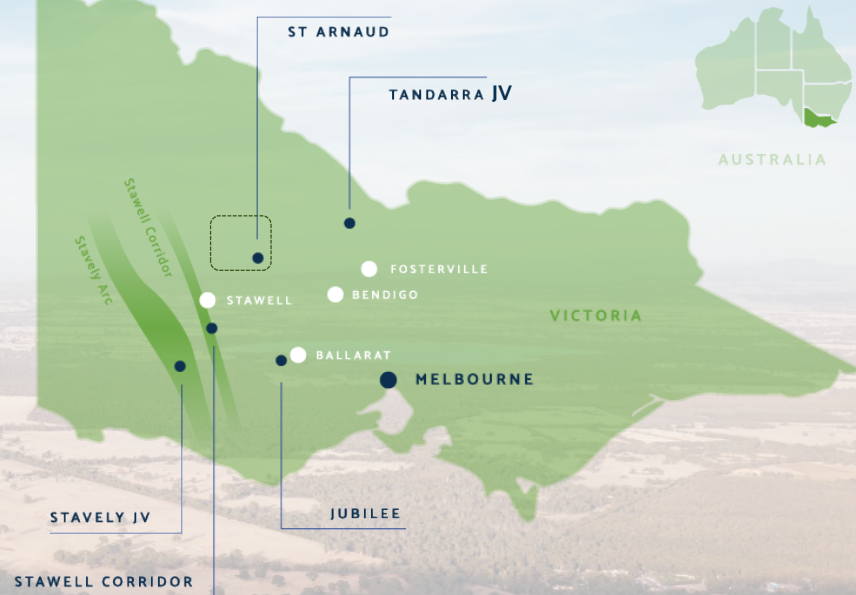 ST ARNAUD
TANDARRA JV
AUSTRALIA
Stawell Corridor
Stavely Arc
FOSTERVILLE
BENDIGO
STAWELL
VICTORIA
BALLARAT
MELBOURNE
JUBILEE
STAVELY JV
STAWELL CORRIDOR